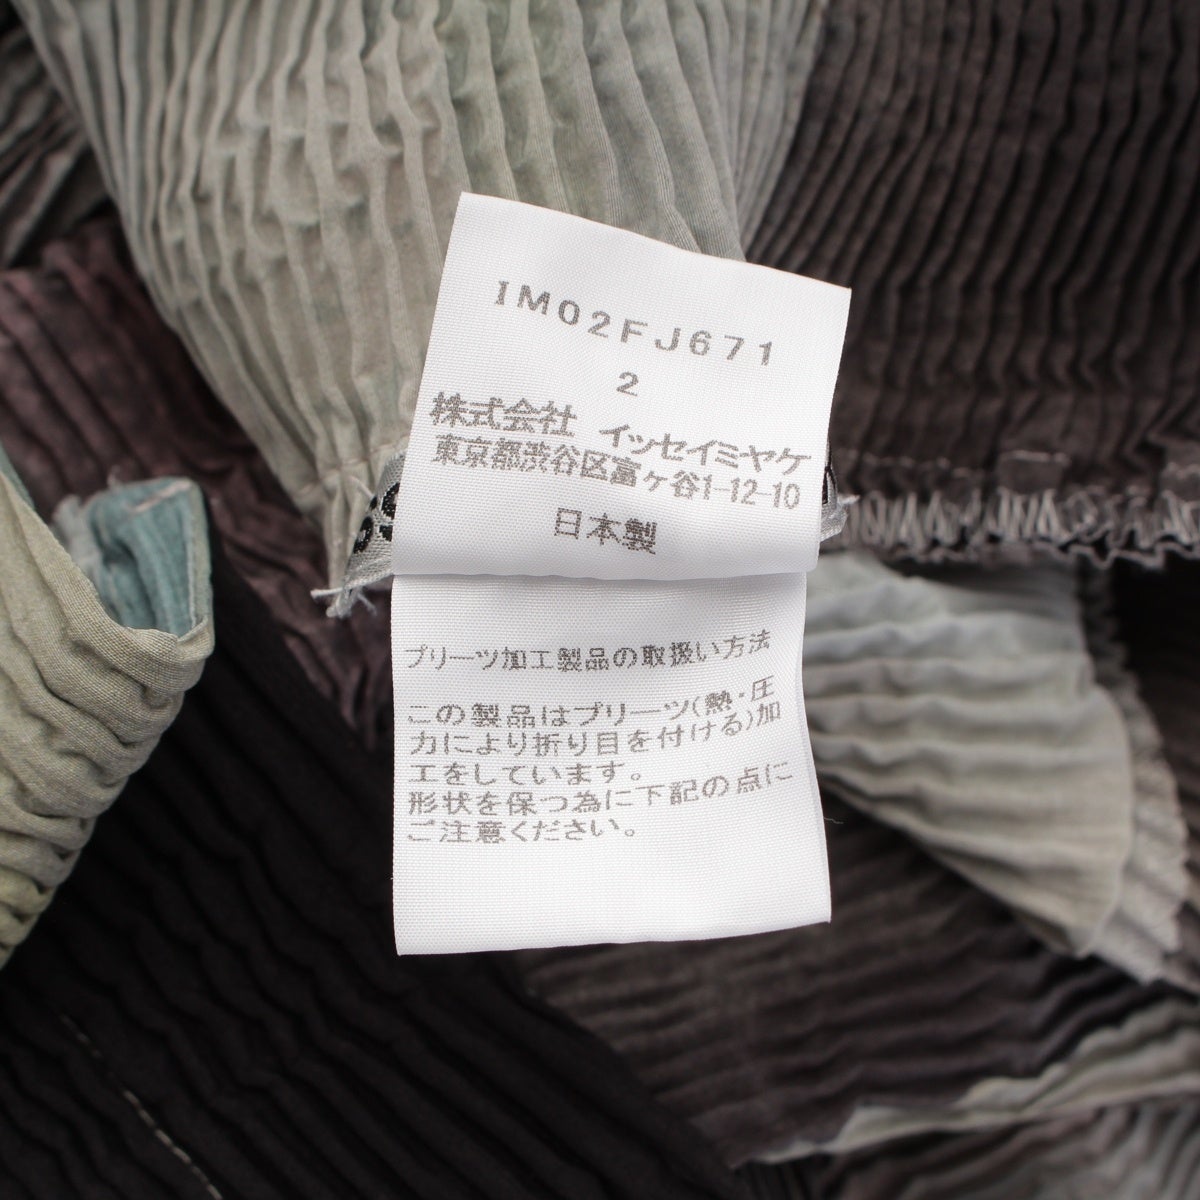 IM02FJ671
2
株式会社 イッセイミヤケ
東京都渋谷区富ヶ谷1-12-10
日本製
プリーツ加工製品の取扱い方法
この製品はプリーツ(熱・圧
力により折り目を付ける)加
工をしています。
形状を保つ為に下記の点に
ご注意ください。